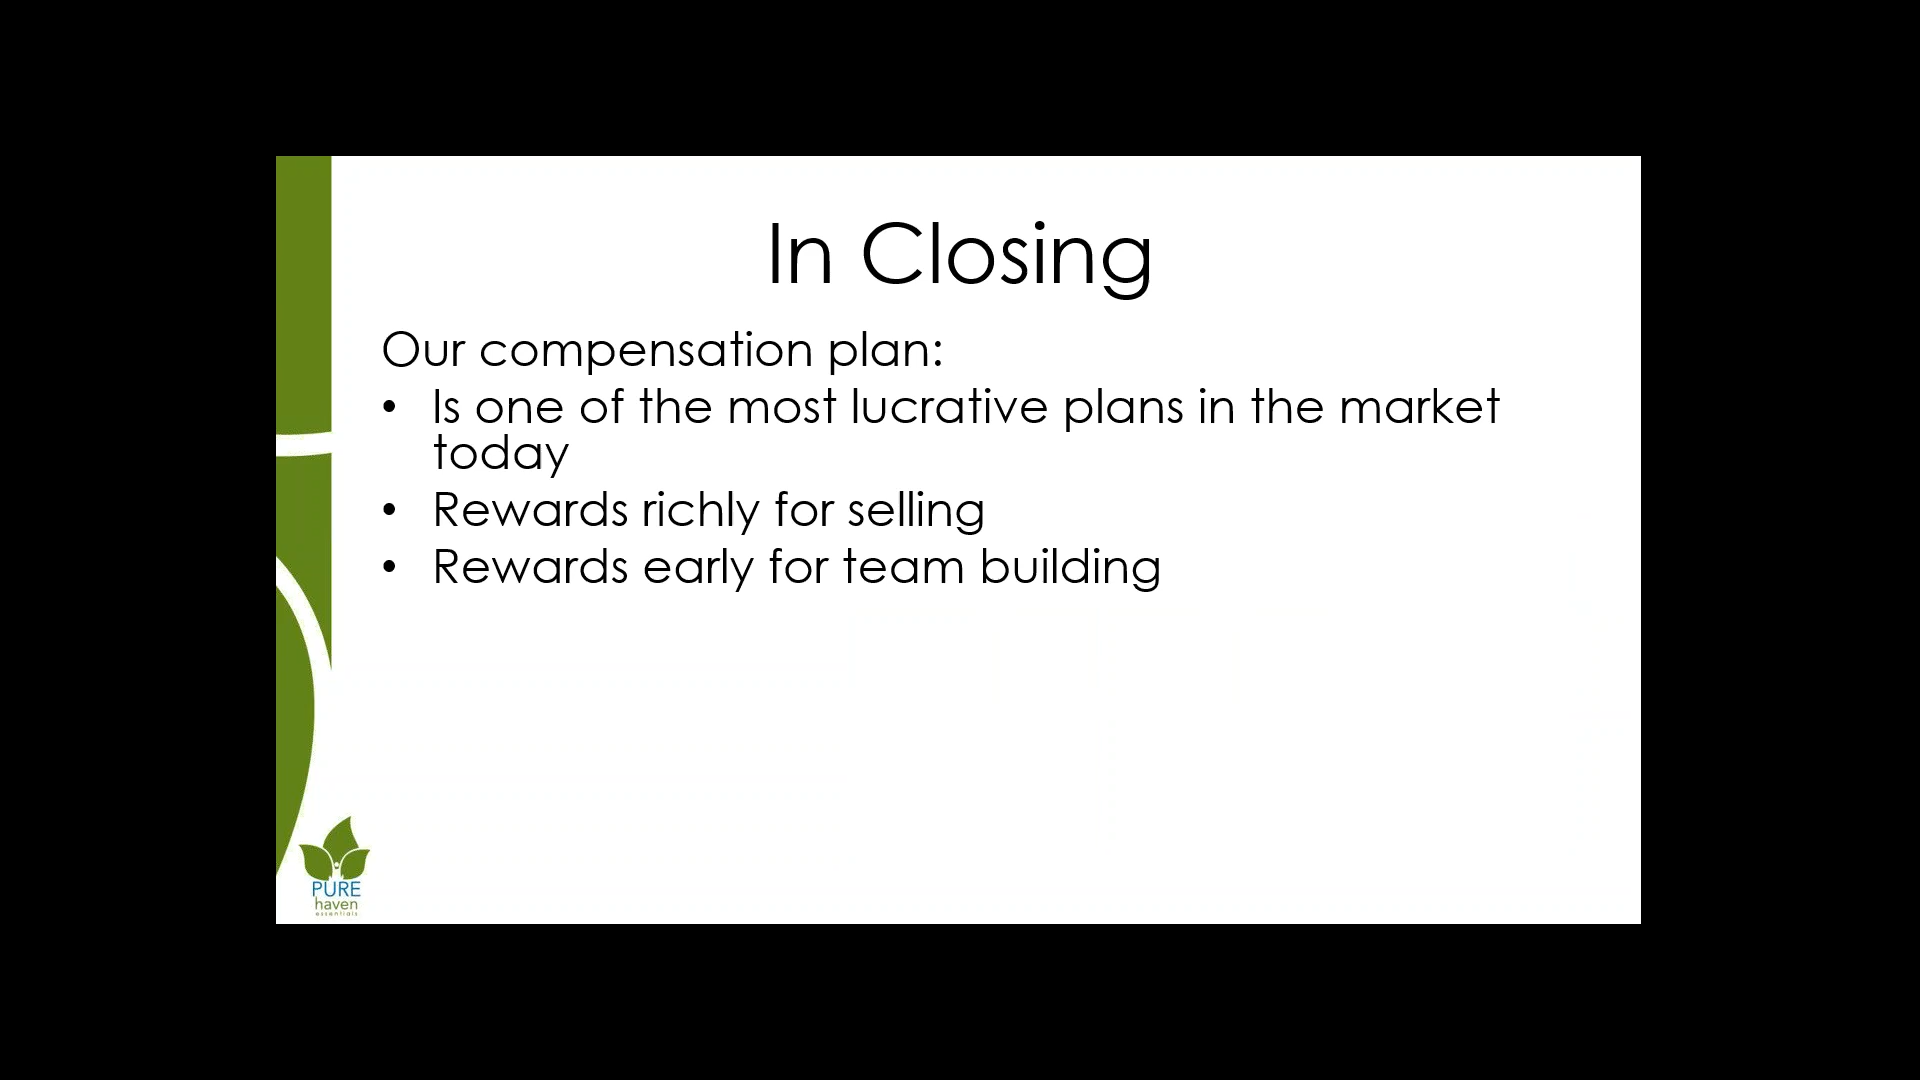 In Closing
Our compensation plan:
• Is one of the most lucrative plans in the market
today
• Rewards richly for selling
• Rewards early for team building
PURE
haven
essentials